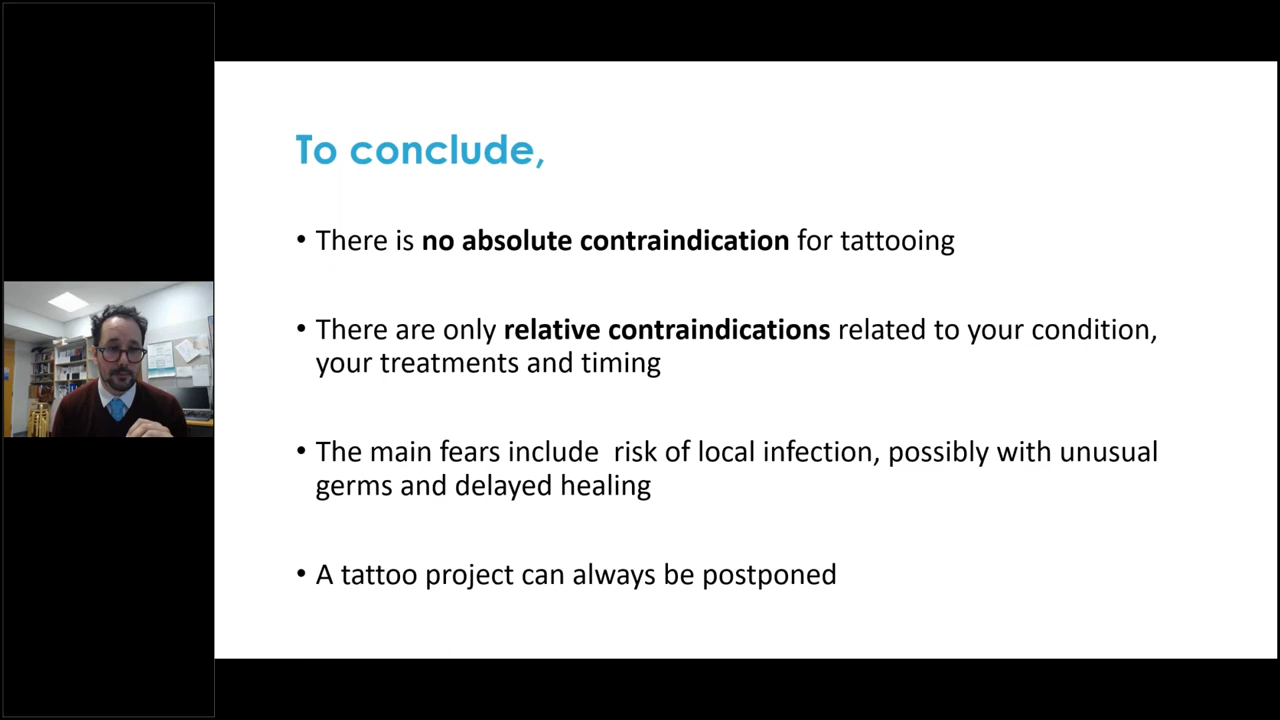 To conclude,
• There is no absolute contraindication for tattooing
• There are only relative contraindications related to your condition,
your treatments and timing
• The main fears include  risk of local infection, possibly with unusual
germs and delayed healing
• A tattoo project can always be postponed